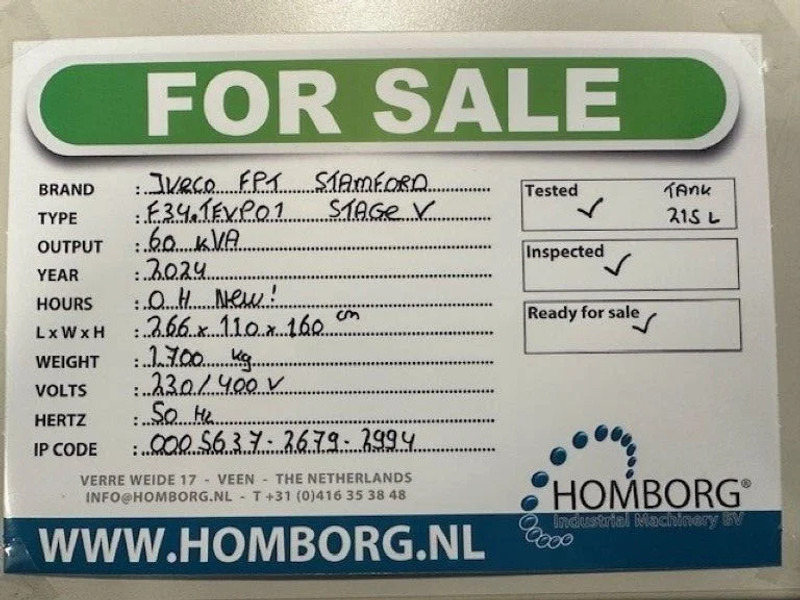 FOR SALE
BRAND : Iveco FPT STAMFORD
TYPE : F34.TEVP01 STAGE V
OUTPUT : 60 kVA
YEAR : 2024
HOURS : 0 H New!
L x W x H : 266 x 110 x 160 cm
WEIGHT : 1.700 kg
VOLTS : 230/400 V
HERTZ : 50 Hz
IP CODE : 000 5637-2679-2994
Tested ✓ TANK
215 L
Inspected ✓
Ready for sale ✓
VERRE WEIDE 17 - VEEN - THE NETHERLANDS
INFO@HOMBORG.NL - T +31 (0)416 35 38 48
HOMBORG®
Industrial Machinery BV
WWW.HOMBORG.NL